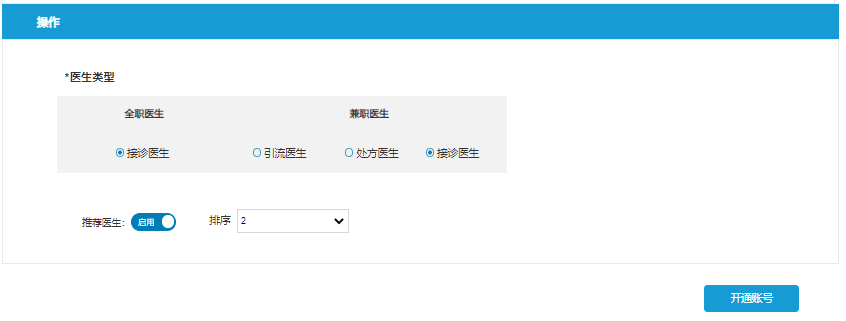 操作
*医生类型
全职医生 兼职医生
接诊医生 引流医生 处方医生 接诊医生
推荐医生: 启用 排序 2
开通账号